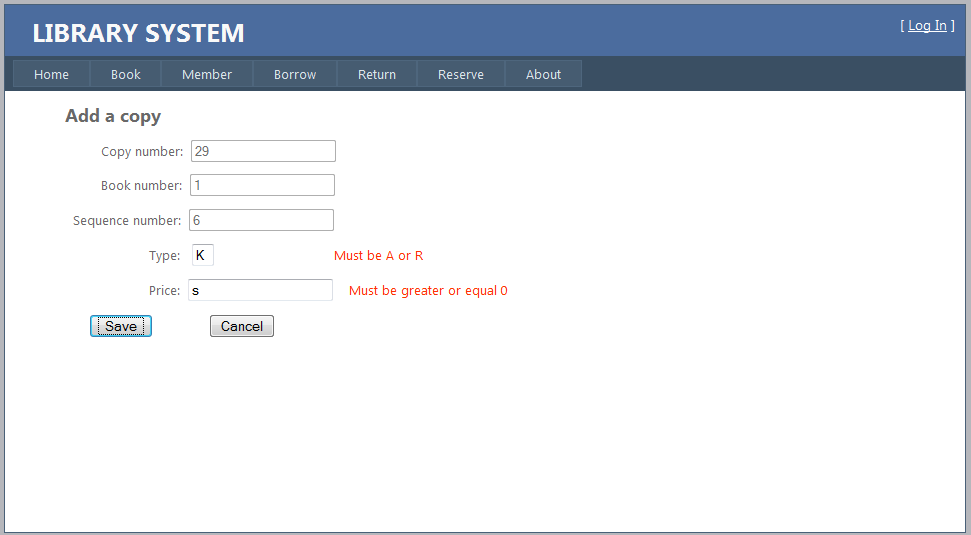 LIBRARY SYSTEM
[ Log In ]
Home Book Member Borrow Return Reserve About
Add a copy
Copy number: 29
Book number: 1
Sequence number: 6
Type: K Must be A or R
Price: s Must be greater or equal 0
Save Cancel